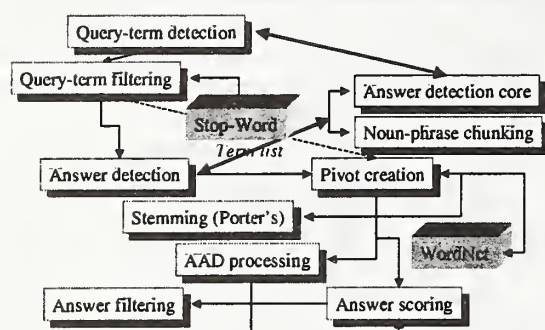 Query-term detection
Query-term filtering
Answer detection core
Stop-Word
Noun-phrase chunking
Term list
Answer detection
Pivot creation
Stemming (Porter's)
WordNet
AAD processing
Answer filtering
Answer scoring